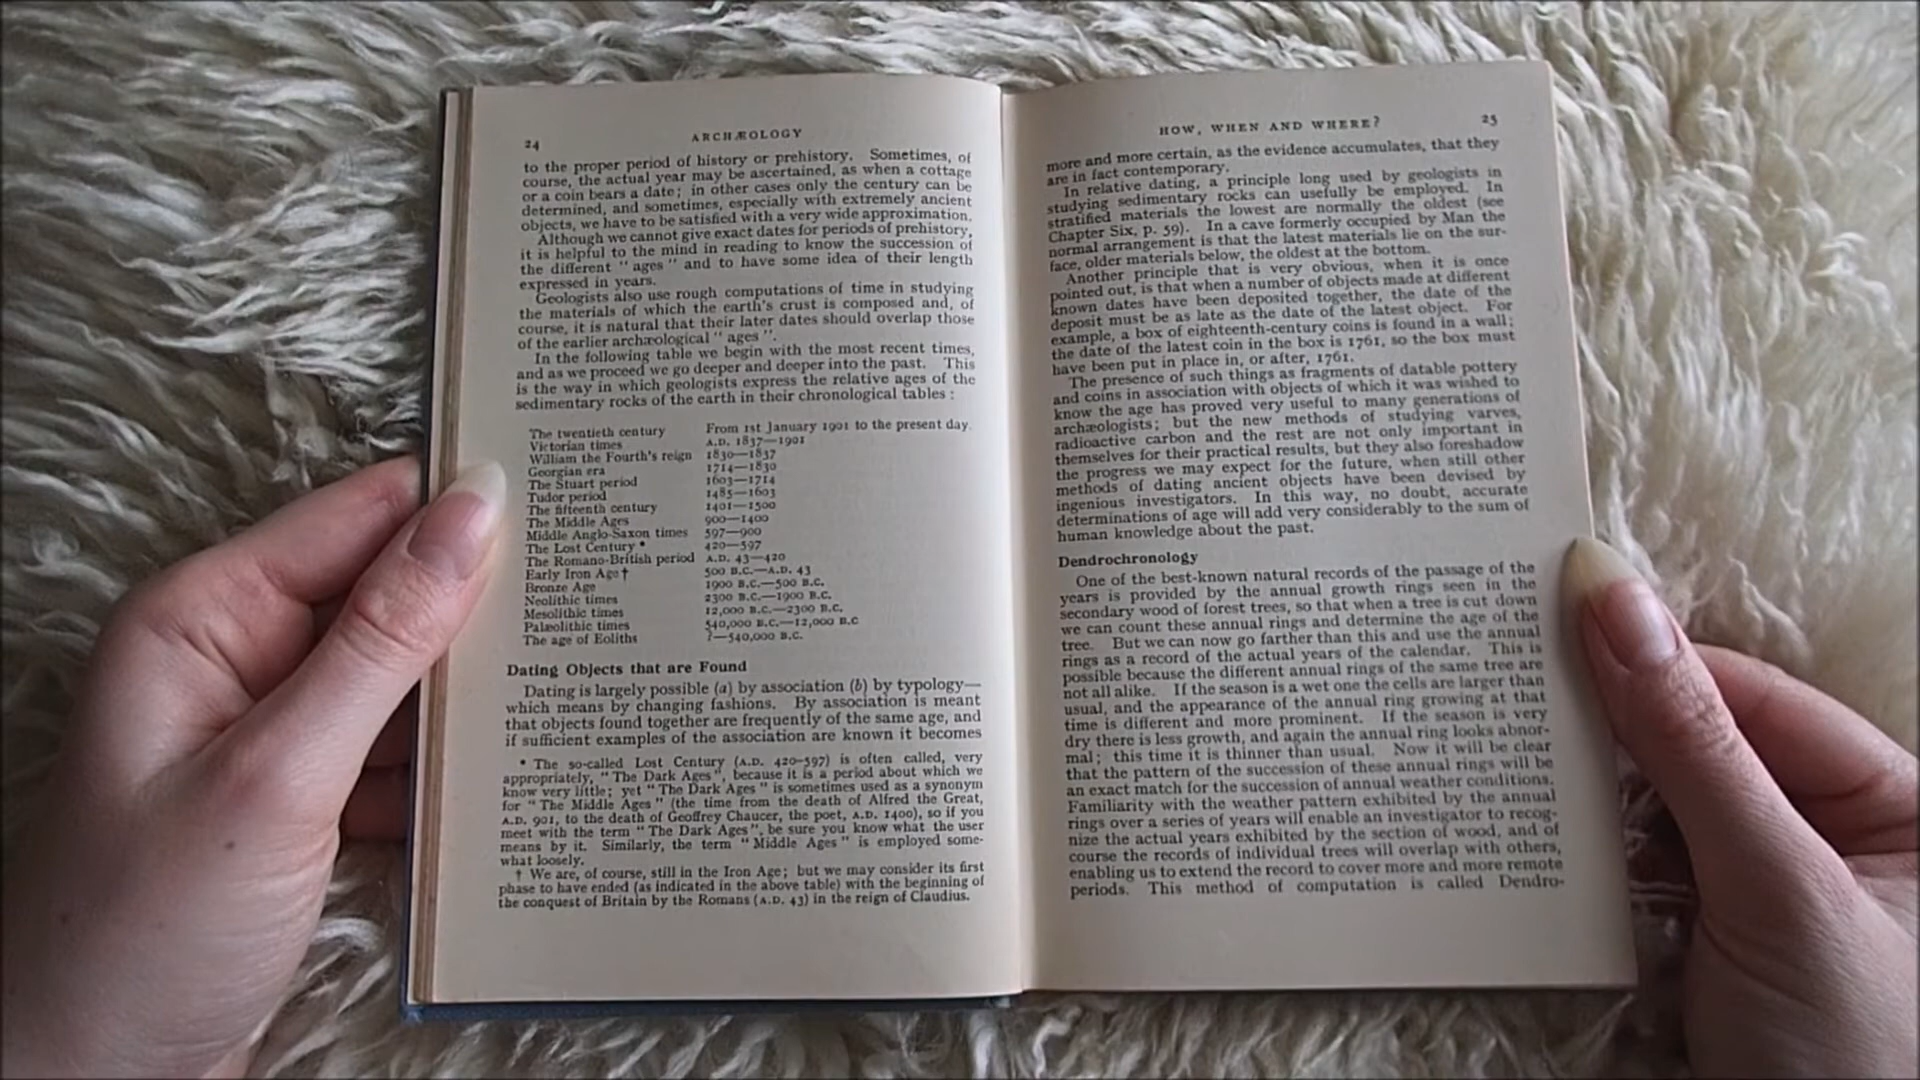 24
ARCHÆOLOGY
to the proper period of history or prehistory. Sometimes, of
course, the actual year may be ascertained, as when a cottage
or a coin bears a date; in other cases only the century can be
determined, and sometimes, especially with extremely ancient
objects, we have to be satisfied with a very wide approximation.
Although we cannot give exact dates for periods of prehistory,
it is helpful to the mind in reading to know the succession of
the different "ages" and to have some idea of their length
expressed in years.
Geologists also use rough computations of time in studying
the materials of which the earth's crust is composed and, of
course, it is natural that their later dates should overlap those
of the earlier archæological "ages".
In the following table we begin with the most recent times,
and as we proceed we go deeper and deeper into the past. This
is the way in which geologists express the relative ages of the
sedimentary rocks of the earth in their chronological tables :
The twentieth century From 1st January 1901 to the present day.
Victorian times A.D. 1837—1901
William the Fourth's reign 1830—1837
Georgian era 1714—1830
The Stuart period 1603—1714
Tudor period 1485—1603
The fifteenth century 1401—1500
The Middle Ages 900—1400
Middle Anglo-Saxon times 597—900
The Lost Century * 420—597
The Romano-British period A.D. 43—420
Early Iron Age † 500 B.C.—A.D. 43
Bronze Age 1900 B.C.—500 B.C.
Neolithic times 2300 B.C.—1900 B.C.
Mesolithic times 12,000 B.C.—2300 B.C.
Palæolithic times 540,000 B.C.—12,000 B.C
The age of Eoliths ?—540,000 B.C.
Dating Objects that are Found
Dating is largely possible (a) by association (b) by typology—
which means by changing fashions. By association is meant
that objects found together are frequently of the same age, and
if sufficient examples of the association are known it becomes
* The so-called Lost Century (A.D. 420-597) is often called, very
appropriately, "The Dark Ages", because it is a period about which we
know very little; yet "The Dark Ages" is sometimes used as a synonym
for "The Middle Ages" (the time from the death of Alfred the Great,
A.D. 901, to the death of Geoffrey Chaucer, the poet, A.D. 1400), so if you
meet with the term "The Dark Ages", be sure you know what the user
means by it. Similarly, the term "Middle Ages" is employed some-
what loosely.
† We are, of course, still in the Iron Age; but we may consider its first
phase to have ended (as indicated in the above table) with the beginning of
the conquest of Britain by the Romans (A.D. 43) in the reign of Claudius.
HOW, WHEN AND WHERE?
25
more and more certain, as the evidence accumulates, that they
are in fact contemporary.
In relative dating, a principle long used by geologists in
studying sedimentary rocks can usefully be employed. In
stratified materials the lowest are normally the oldest (see
Chapter Six, p. 59). In a cave formerly occupied by Man the
normal arrangement is that the latest materials lie on the sur-
face, older materials below, the oldest at the bottom.
Another principle that is very obvious, when it is once
pointed out, is that when a number of objects made at different
known dates have been deposited together, the date of the
deposit must be as late as the date of the latest object. For
example, a box of eighteenth-century coins is found in a wall;
the date of the latest coin in the box is 1761, so the box must
have been put in place in, or after, 1761.
The presence of such things as fragments of datable pottery
and coins in association with objects of which it was wished to
know the age has proved very useful to many generations of
archæologists; but the new methods of studying varves,
radioactive carbon and the rest are not only important in
themselves for their practical results, but they also foreshadow
the progress we may expect for the future, when still other
methods of dating ancient objects have been devised by
ingenious investigators. In this way, no doubt, accurate
determinations of age will add very considerably to the sum of
human knowledge about the past.
Dendrochronology
One of the best-known natural records of the passage of the
years is provided by the annual growth rings seen in the
secondary wood of forest trees, so that when a tree is cut down
we can count these annual rings and determine the age of the
tree. But we can now go farther than this and use the annual
rings as a record of the actual years of the calendar. This is
possible because the different annual rings of the same tree are
not all alike. If the season is a wet one the cells are larger than
usual, and the appearance of the annual ring growing at that
time is different and more prominent. If the season is very
dry there is less growth, and again the annual ring looks abnor-
mal; this time it is thinner than usual. Now it will be clear
that the pattern of the succession of these annual rings will be
an exact match for the succession of annual weather conditions.
Familiarity with the weather pattern exhibited by the annual
rings over a series of years will enable an investigator to recog-
nize the actual years exhibited by the section of wood, and of
course the records of individual trees will overlap with others,
enabling us to extend the record to cover more and more remote
periods. This method of computation is called Dendro-